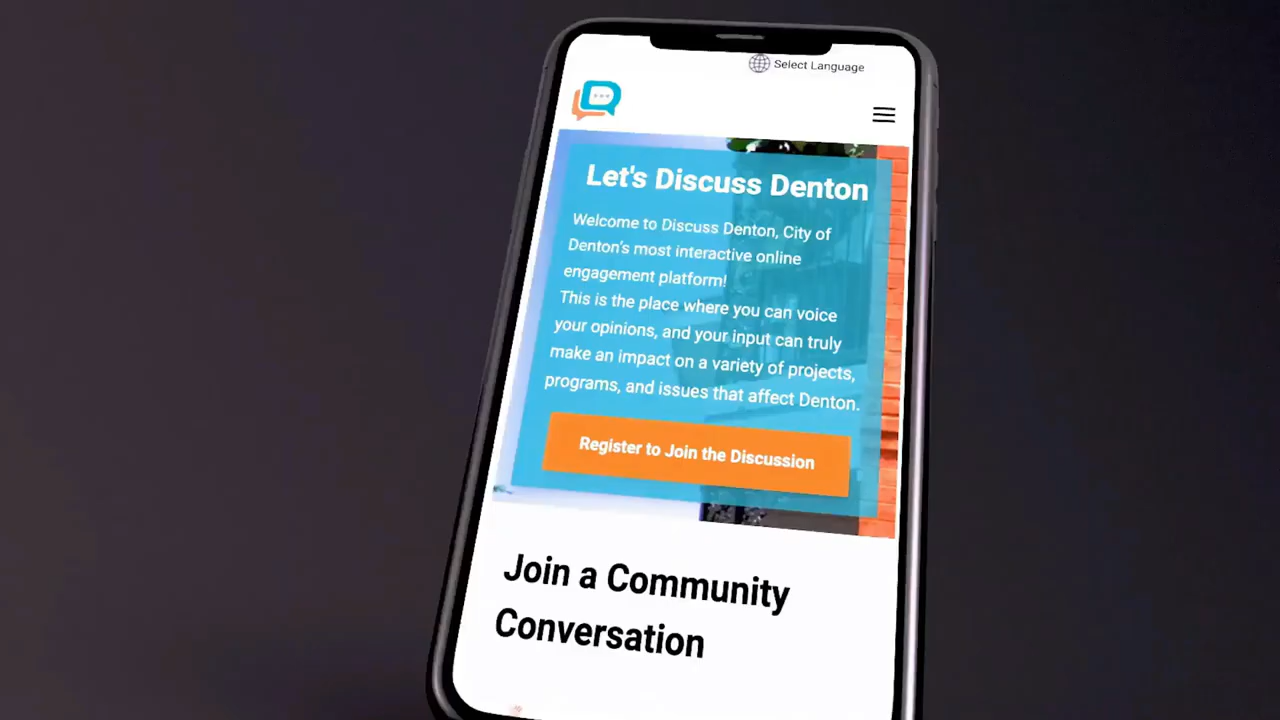 Select Language
Let's Discuss Denton
Welcome to Discuss Denton, City of
Denton's most interactive online
engagement platform!
This is the place where you can voice
your opinions, and your input can truly
make an impact on a variety of projects,
programs, and issues that affect Denton.
Register to Join the Discussion
Join a Community
Conversation